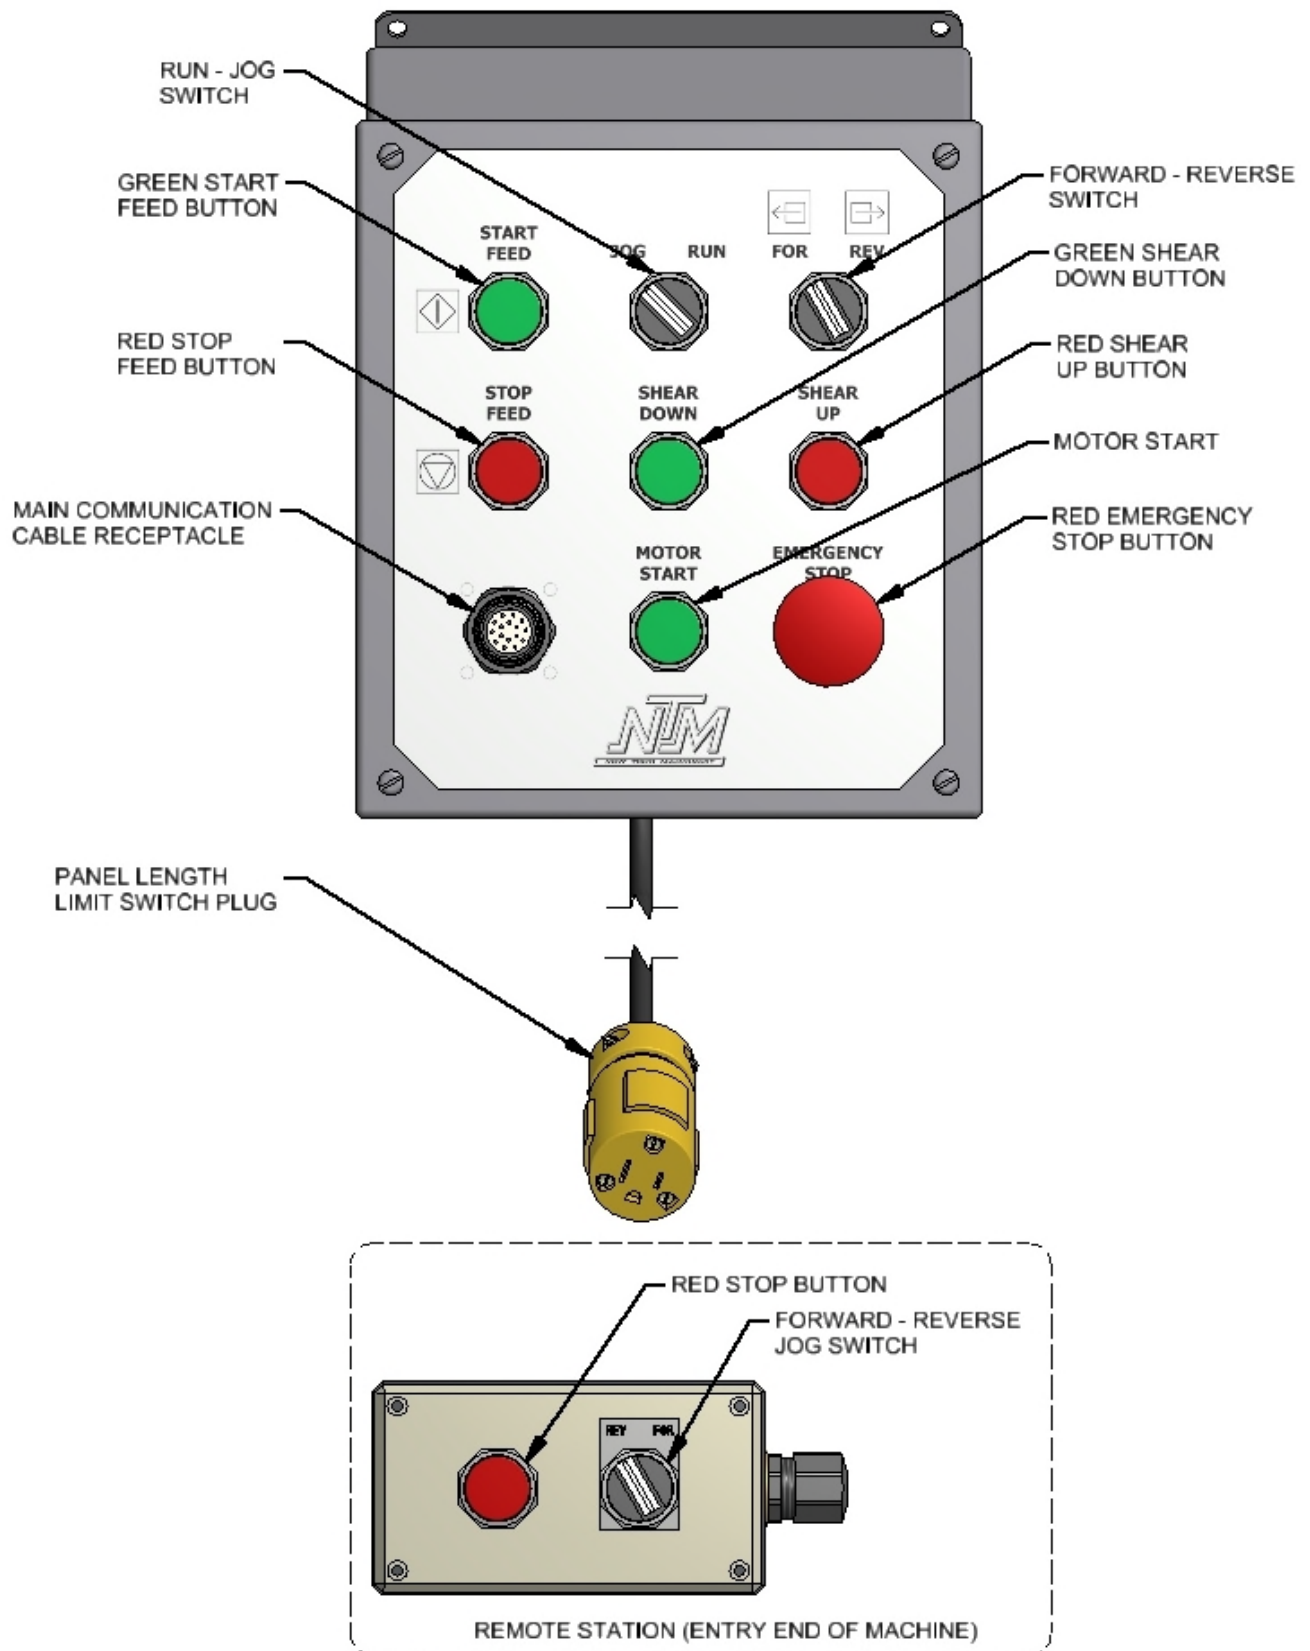 RUN - JOG
SWITCH
GREEN START
FEED BUTTON
RED STOP
FEED BUTTON
MAIN COMMUNICATION
CABLE RECEPTACLE
START
FEED
JOG RUN
FOR REV
STOP
FEED
SHEAR
DOWN
SHEAR
UP
MOTOR
START
EMERGENCY
STOP
NTM
NEW TECH MACHINERY
FORWARD - REVERSE
SWITCH
GREEN SHEAR
DOWN BUTTON
RED SHEAR
UP BUTTON
MOTOR START
RED EMERGENCY
STOP BUTTON
PANEL LENGTH
LIMIT SWITCH PLUG
RED STOP BUTTON
FORWARD - REVERSE
JOG SWITCH
REV FOR
REMOTE STATION (ENTRY END OF MACHINE)